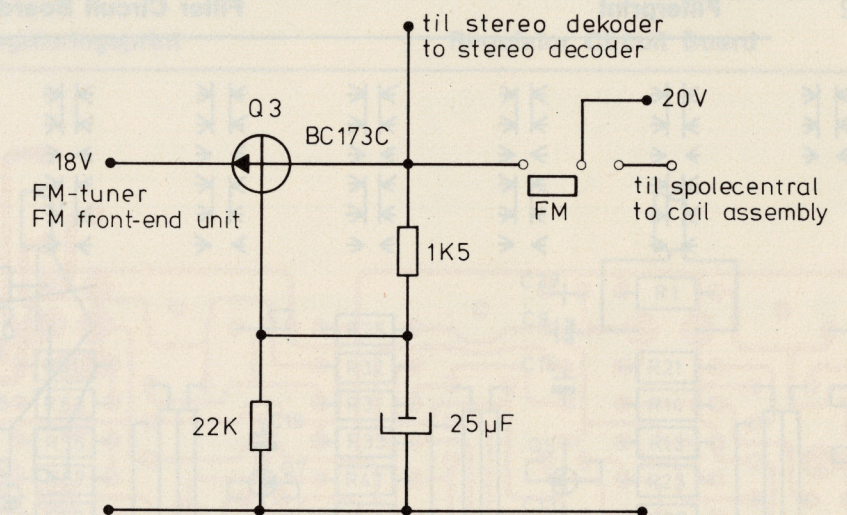 til stereo dekoder
to stereo decoder
Q3
BC173C
20V
18V
FM-tuner
FM front-end unit
FM
til spolecentral
to coil assembly
1K5
22K
25µF